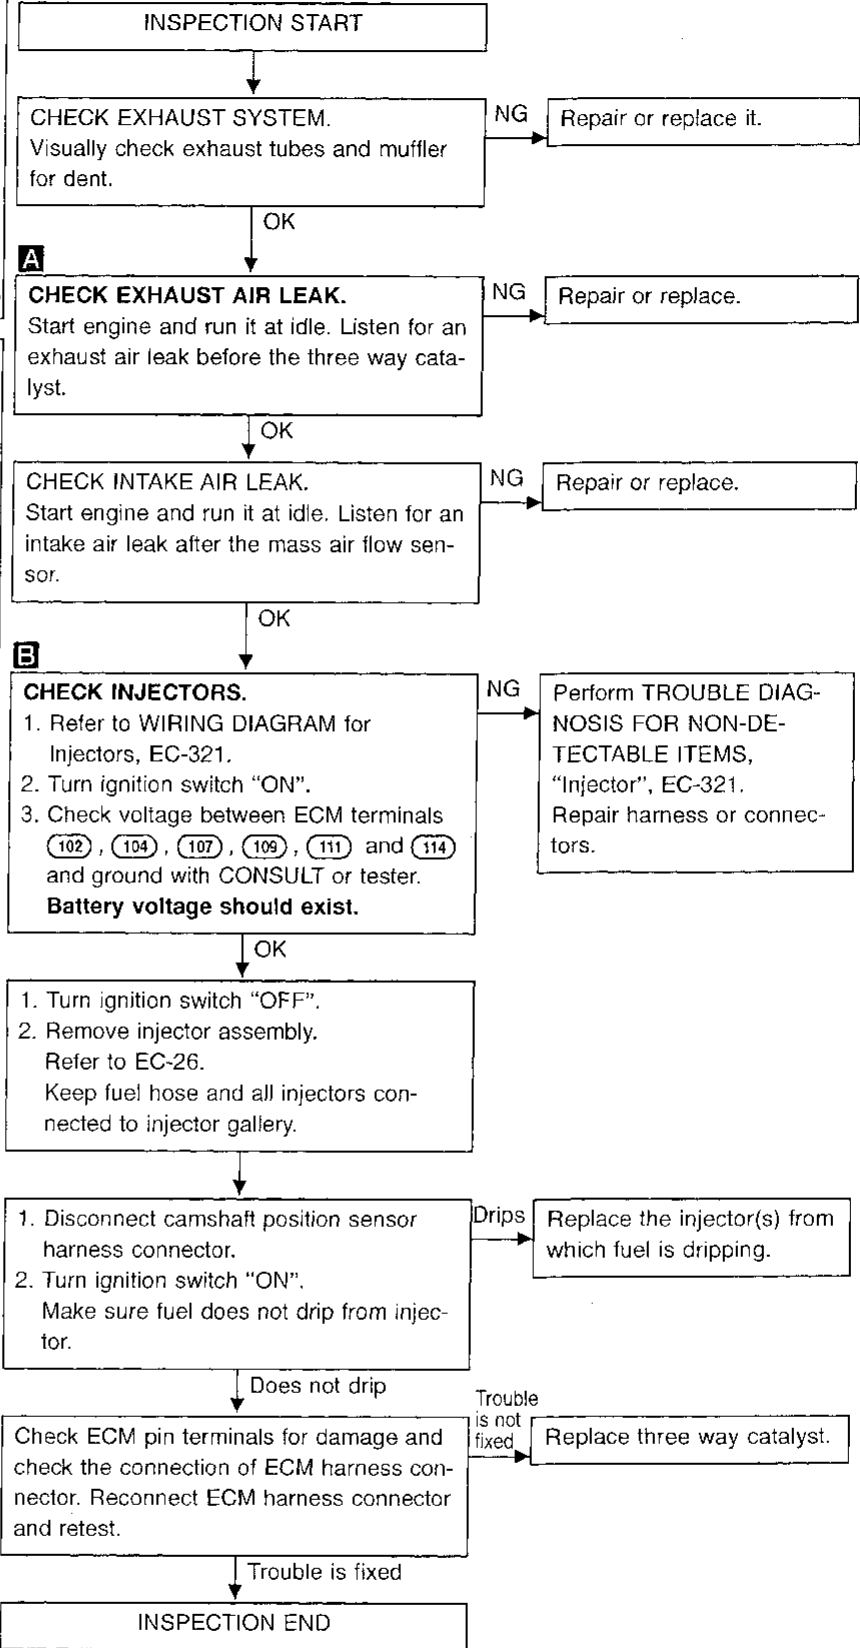 INSPECTION START
CHECK EXHAUST SYSTEM.
Visually check exhaust tubes and muffler
for dent.
NG
Repair or replace it.
OK
A
CHECK EXHAUST AIR LEAK.
Start engine and run it at idle. Listen for an
exhaust air leak before the three way cata-
lyst.
NG
Repair or replace.
OK
CHECK INTAKE AIR LEAK.
Start engine and run it at idle. Listen for an
intake air leak after the mass air flow sen-
sor.
NG
Repair or replace.
OK
B
CHECK INJECTORS.
1. Refer to WIRING DIAGRAM for
Injectors, EC-321.
2. Turn ignition switch “ON”.
3. Check voltage between ECM terminals
102, 104, 107, 109, 111 and 114
and ground with CONSULT or tester.
Battery voltage should exist.
NG
Perform TROUBLE DIAG-
NOSIS FOR NON-DE-
TECTABLE ITEMS,
“Injector”, EC-321.
Repair harness or connec-
tors.
OK
1. Turn ignition switch “OFF”.
2. Remove injector assembly.
Refer to EC-26.
Keep fuel hose and all injectors con-
nected to injector gallery.
1. Disconnect camshaft position sensor
harness connector.
2. Turn ignition switch “ON”.
Make sure fuel does not drip from injec-
tor.
Drips
Replace the injector(s) from
which fuel is dripping.
Does not drip
Check ECM pin terminals for damage and
check the connection of ECM harness con-
nector. Reconnect ECM harness connector
and retest.
Trouble
is not
fixed
Replace three way catalyst.
Trouble is fixed
INSPECTION END